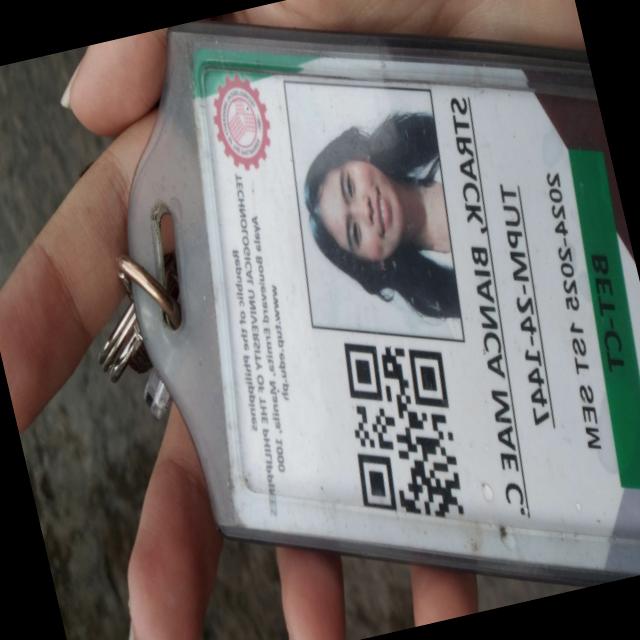 Republic of the Philippines
TECHNOLOGICAL UNIVERSITY OF THE PHILIPPINES
Ayala Boulevard Ermita, Manila, 1000
www.tup.edu.ph
STRACK, BIANCA MAE C.
TUPM-24-1447
2024-2025 1ST SEM
BET-CT